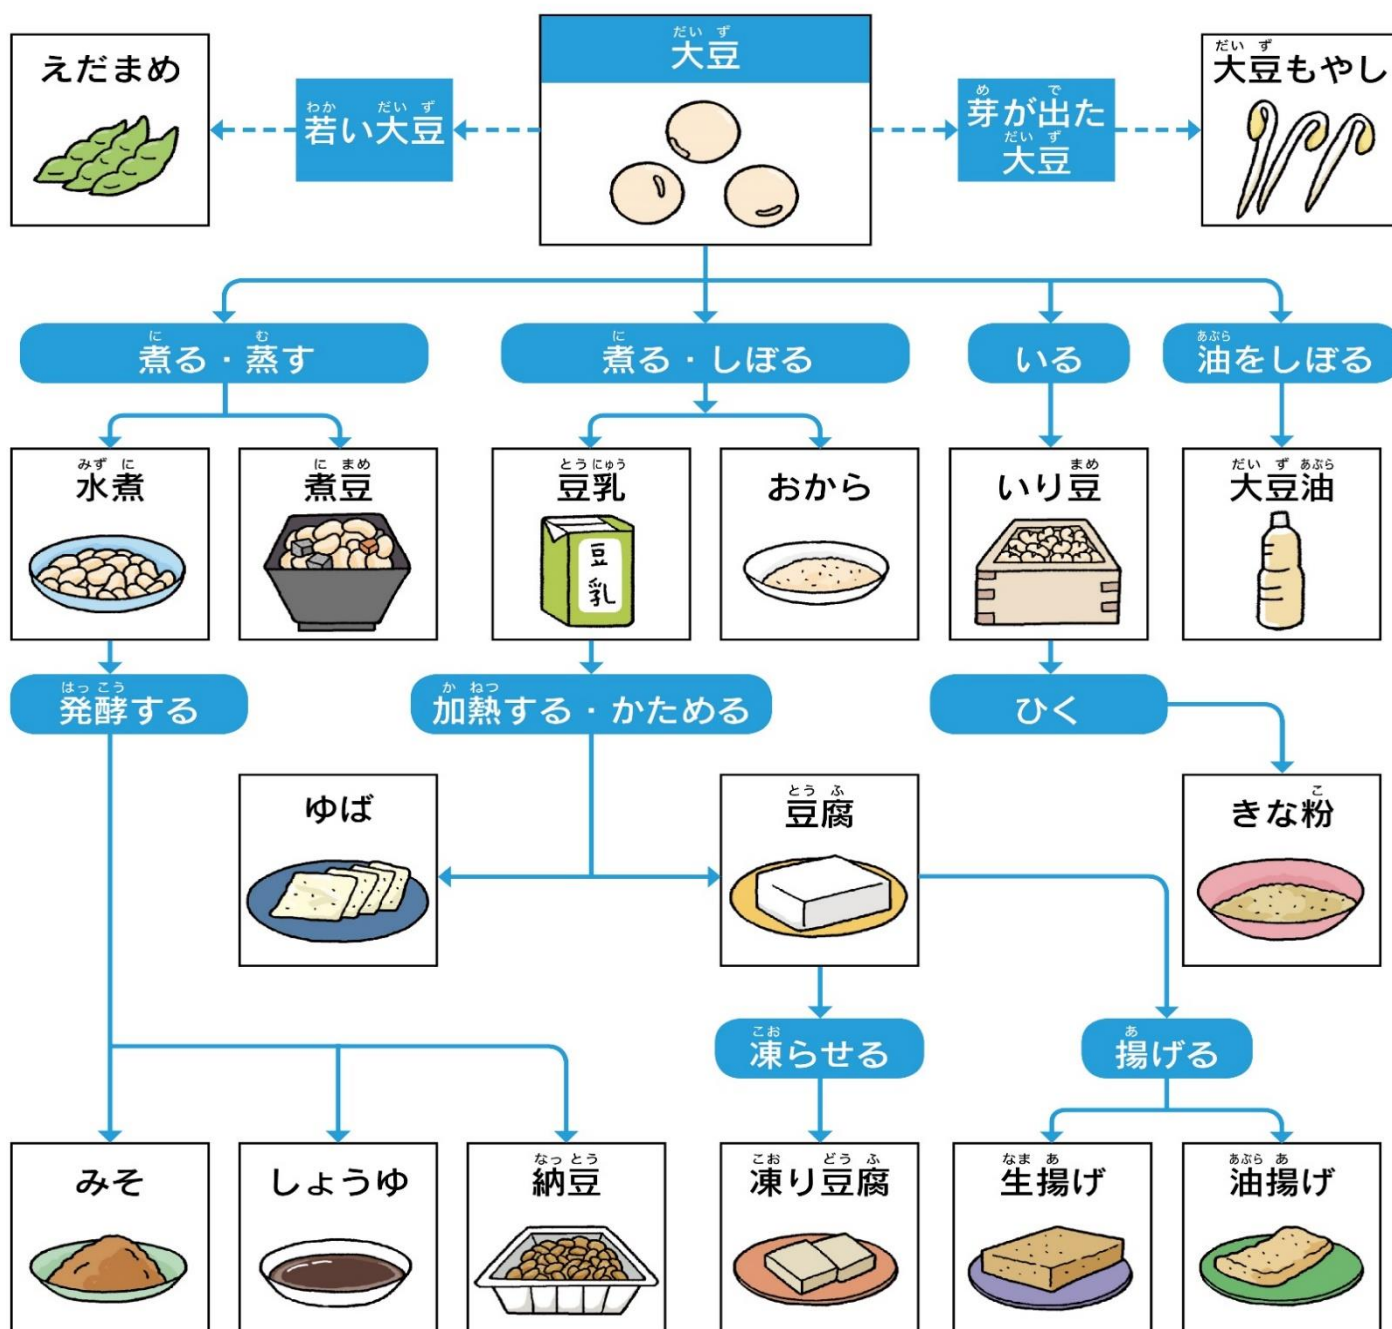 だいず
大豆
えだまめ
わか だいず
若い大豆
め で
芽が出た
だいず
大豆
だいず
大豆もやし
に む
煮る・蒸す
に
煮る・しぼる
いる
あぶら
油をしぼる
みず に
水煮
に まめ
煮豆
とうにゅう
豆乳
豆乳
おから
まめ
いり豆
だい ず あぶら
大豆油
はっこう
発酵する
か ねつ
加熱する・かためる
ひく
ゆば
とう ふ
豆腐
こ
きな粉
こお
凍らせる
あ
揚げる
みそ
しょうゆ
なっとう
納豆
こお どう ふ
凍り豆腐
なま あ
生揚げ
あぶら あ
油揚げ